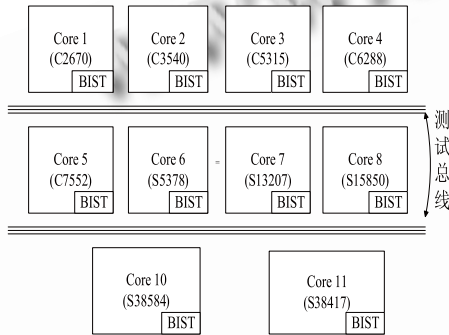 Core 1 Core 2 Core 3 Core 4
(C2670) (C3540) (C5315) (C6288)
BIST BIST BIST BIST
测试总线
Core 5 Core 6 = Core 7 Core 8
(C7552) (S5378) (S13207) (S15850)
BIST BIST BIST BIST
Core 10 Core 11
(S38584) (S38417)
BIST BIST